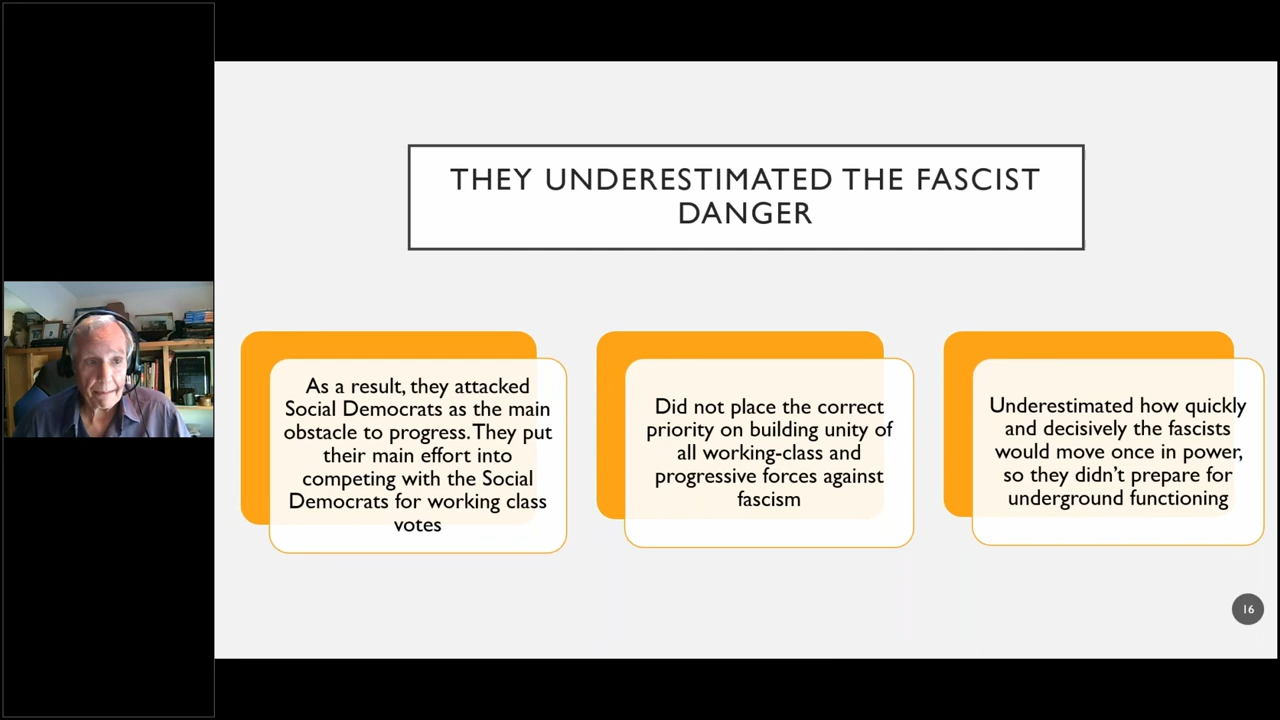 THEY UNDERESTIMATED THE FASCIST
DANGER
As a result, they attacked
Social Democrats as the main
obstacle to progress. They put
their main effort into
competing with the Social
Democrats for working class
votes
Did not place the correct
priority on building unity of
all working-class and
progressive forces against
fascism
Underestimated how quickly
and decisively the fascists
would move once in power,
so they didn't prepare for
underground functioning
16